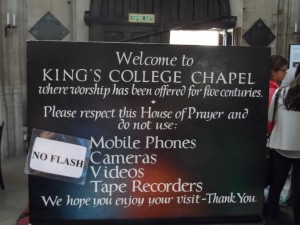 Welcome to
KING'S COLLEGE CHAPEL
where worship has been offered for five centuries.
Please respect this House of Prayer and
do not use:
Mobile Phones
Cameras
Videos
Tape Recorders
NO FLASH
We hope you enjoy your visit-Thank You